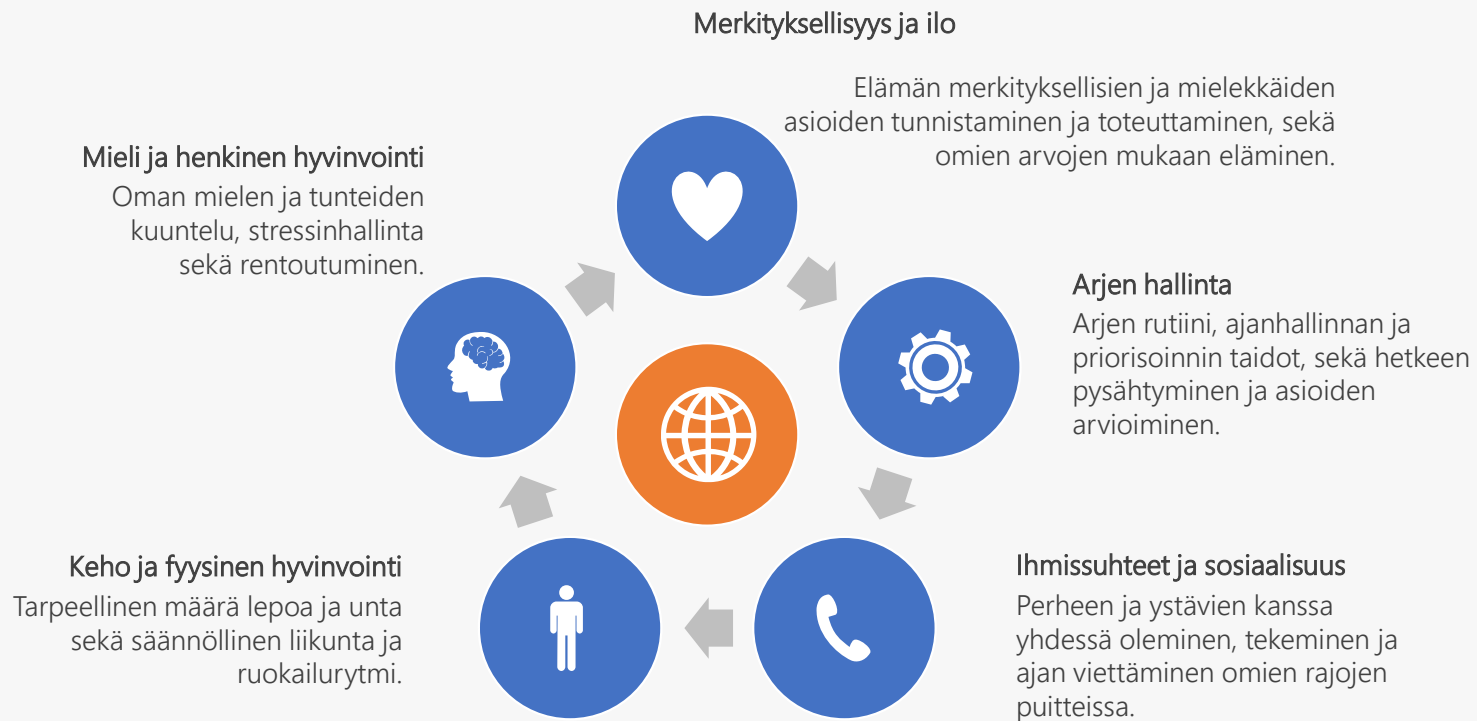 Merkityksellisyys ja ilo
Elämän merkityksellisien ja mielekkäiden
asioiden tunnistaminen ja toteuttaminen, sekä
omien arvojen mukaan eläminen.
Mieli ja henkinen hyvinvointi
Oman mielen ja tunteiden
kuuntelu, stressinhallinta
sekä rentoutuminen.
Arjen hallinta
Arjen rutiini, ajanhallinnan ja
priorisoinnin taidot, sekä hetkeen
pysähtyminen ja asioiden
arvioiminen.
Keho ja fyysinen hyvinvointi
Tarpeellinen määrä lepoa ja unta
sekä säännöllinen liikunta ja
ruokailurytmi.
Ihmissuhteet ja sosiaalisuus
Perheen ja ystävien kanssa
yhdessä oleminen, tekeminen ja
ajan viettäminen omien rajojen
puitteissa.